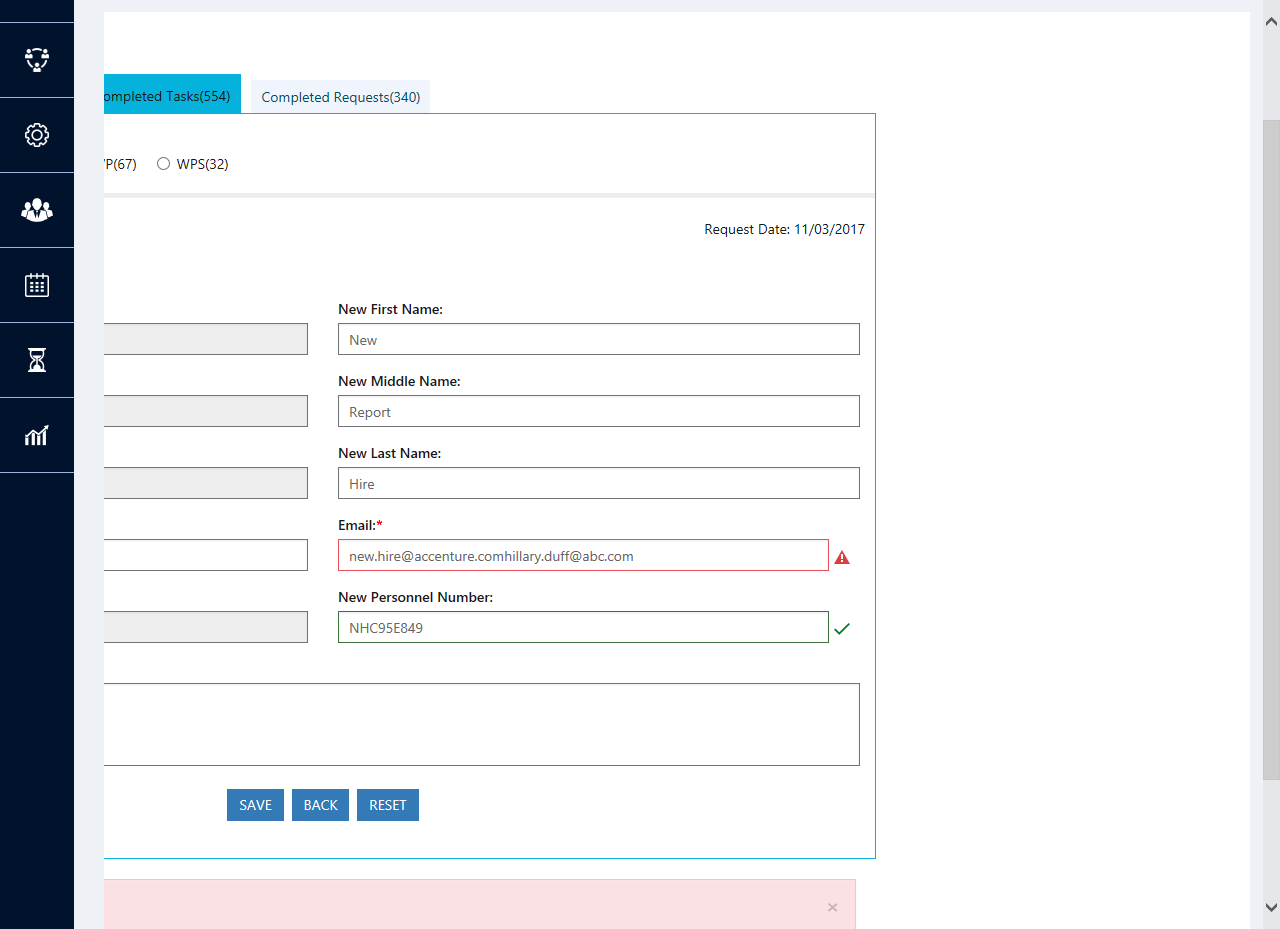 ompleted Tasks(554) Completed Requests(340)
P(67) WPS(32)
Request Date: 11/03/2017
New First Name:
New
New Middle Name:
Report
New Last Name:
Hire
Email:*
new.hire@accenture.comhillary.duff@abc.com
New Personnel Number:
NHC95E849
SAVE BACK RESET
×